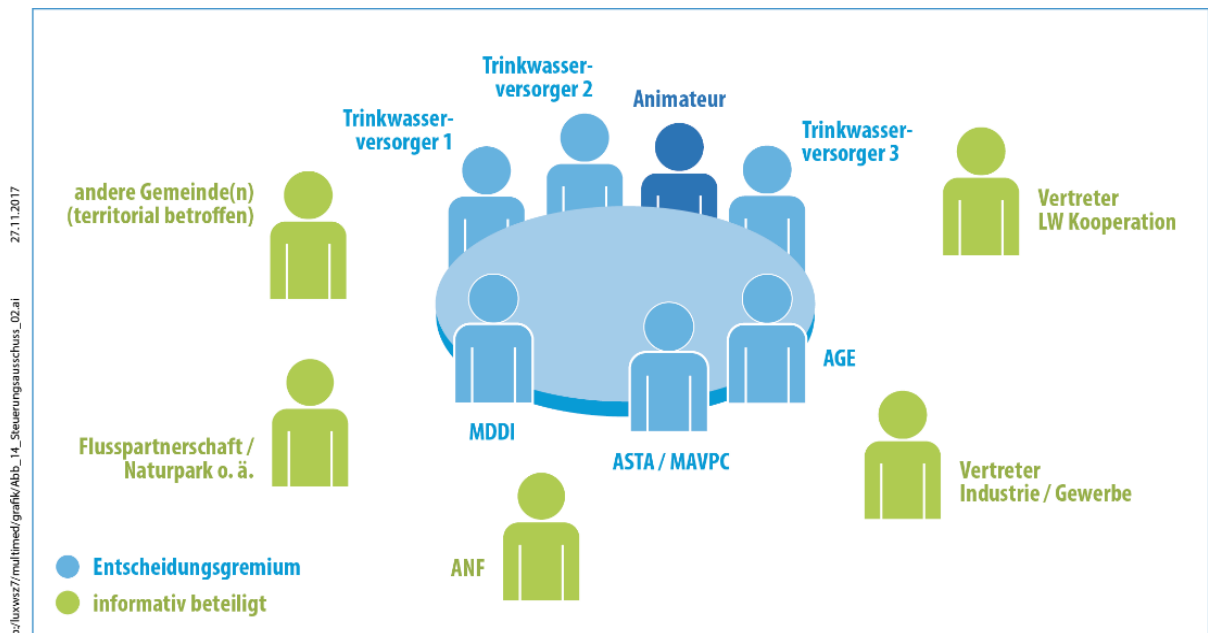 Trinkwasser-
versorger 2
Animateur
Trinkwasser-
versorger 1
Trinkwasser-
versorger 3
andere Gemeinde(n)
(territorial betroffen)
Vertreter
LW Kooperation
AGE
MDDI
ASTA / MAVPC
Flusspartnerschaft /
Naturpark o. ä.
Vertreter
Industrie / Gewerbe
ANF
Entscheidungsgremium
informativ beteiligt
/luxwsz7/multimed/grafik/Abb_14_Steuerungsausschuss_02.ai 27.11.2017